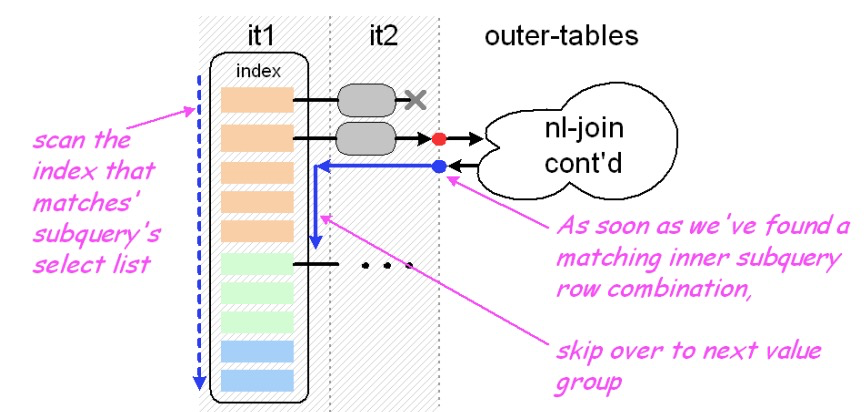 it1
it2
outer-tables
index
nl-join
cont'd
scan the
index that
matches'
subquery's
select list
As soon as we've found a
matching inner subquery
row combination,
skip over to next value
group